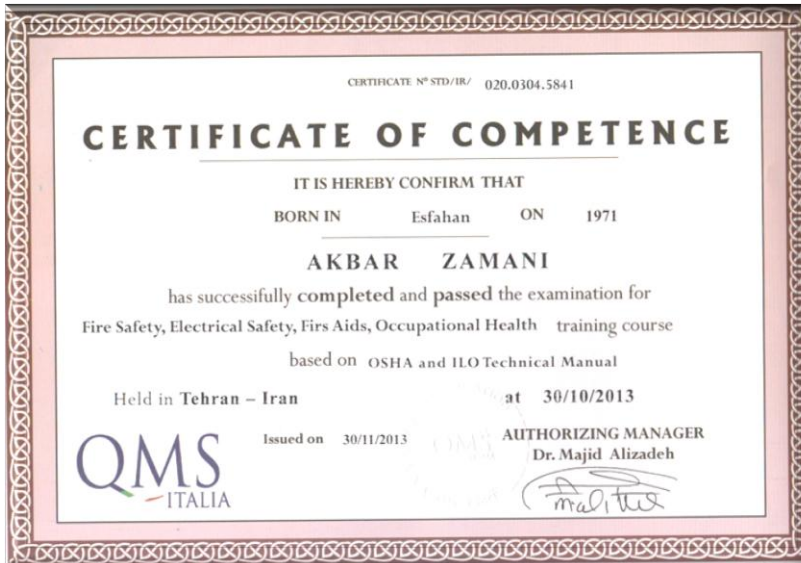 CERTIFICATE Nº STD/IR/ 020.0304.5841
CERTIFICATE OF COMPETENCE
IT IS HEREBY CONFIRM THAT
BORN IN Esfahan ON 1971
AKBAR ZAMANI
has successfully completed and passed the examination for
Fire Safety, Electrical Safety, Firs Aids, Occupational Health training course
based on OSHA and ILO Technical Manual
Held in Tehran – Iran at 30/10/2013
Issued on 30/11/2013
AUTHORIZING MANAGER
Dr. Majid Alizadeh
QMS
ITALIA
QMS